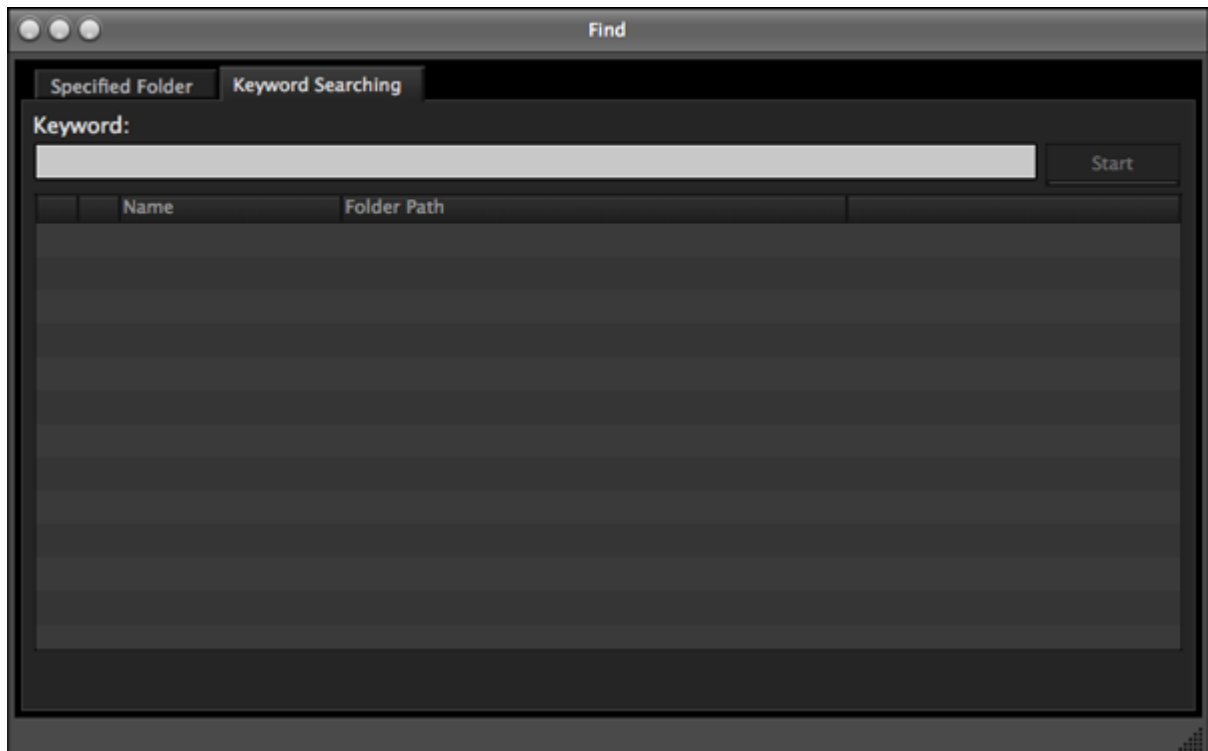 Find
Specified Folder Keyword Searching
Keyword:
Start
Name Folder Path